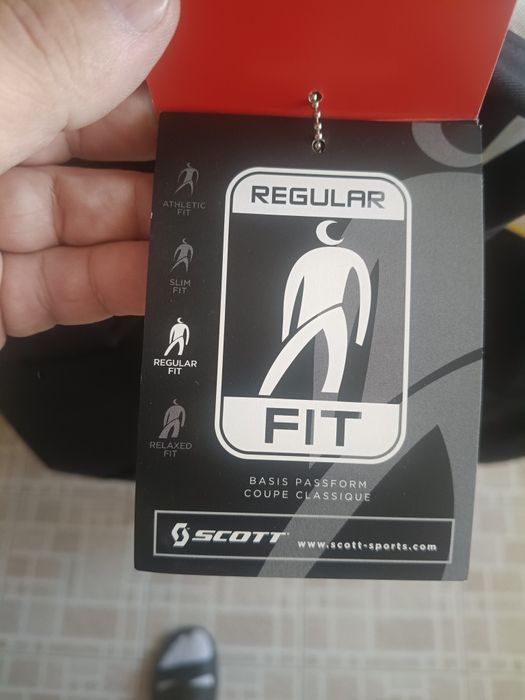 ATHLETIC
FIT
SLIM
FIT
REGULAR
FIT
RELAXED
FIT
REGULAR
FIT
BASIS PASSFORM
COUPE CLASSIQUE
SCOTT www.scott-sports.com